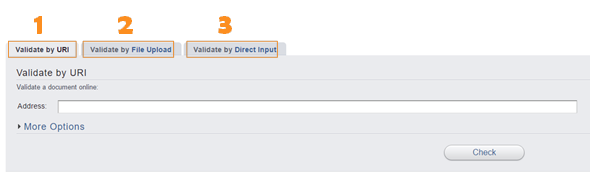 1 2 3
Validate by URI Validate by File Upload Validate by Direct Input
Validate by URI
Validate a document online:
Address:
More Options
Check